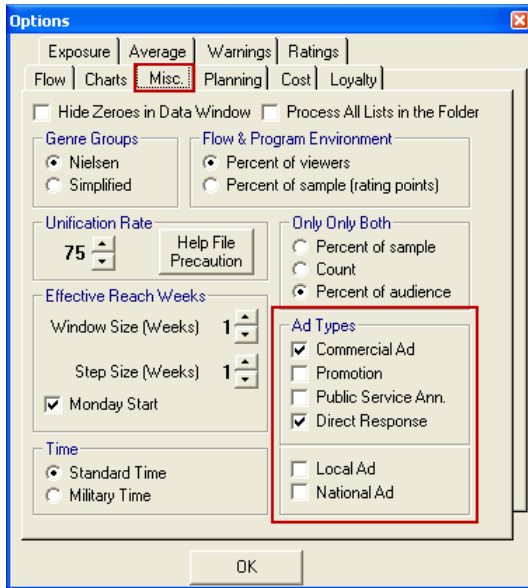 Options
Exposure Average Warnings Ratings
Flow Charts Misc. Planning Cost Loyalty
Hide Zeroes in Data Window Process All Lists in the Folder
Genre Groups
Nielsen
Simplified
Flow & Program Environment
Percent of viewers
Percent of sample (rating points)
Unification Rate
75
Help File
Precaution
Only Only Both
Percent of sample
Count
Percent of audience
Effective Reach Weeks
Window Size (Weeks) 1
Step Size (Weeks) 1
Monday Start
Ad Types
Commercial Ad
Promotion
Public Service Ann.
Direct Response
Local Ad
National Ad
Time
Standard Time
Military Time
OK